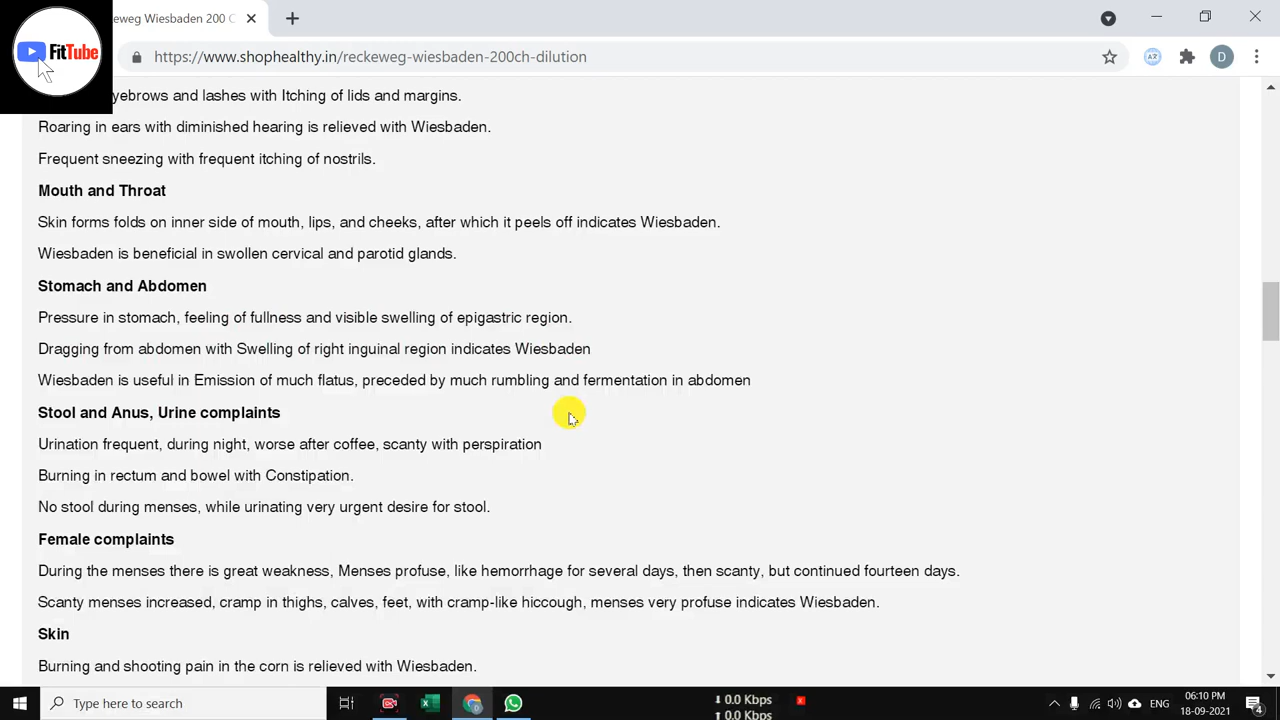 FitTube
eweg Wiesbaden 200 C
https://www.shophealthy.in/reckeweg-wiesbaden-200ch-dilution
D
yebrows and lashes with Itching of lids and margins.
Roaring in ears with diminished hearing is relieved with Wiesbaden.
Frequent sneezing with frequent itching of nostrils.
Mouth and Throat
Skin forms folds on inner side of mouth, lips, and cheeks, after which it peels off indicates Wiesbaden.
Wiesbaden is beneficial in swollen cervical and parotid glands.
Stomach and Abdomen
Pressure in stomach, feeling of fullness and visible swelling of epigastric region.
Dragging from abdomen with Swelling of right inguinal region indicates Wiesbaden
Wiesbaden is useful in Emission of much flatus, preceded by much rumbling and fermentation in abdomen
Stool and Anus, Urine complaints
Urination frequent, during night, worse after coffee, scanty with perspiration
Burning in rectum and bowel with Constipation.
No stool during menses, while urinating very urgent desire for stool.
Female complaints
During the menses there is great weakness, Menses profuse, like hemorrhage for several days, then scanty, but continued fourteen days.
Scanty menses increased, cramp in thighs, calves, feet, with cramp-like hiccough, menses very profuse indicates Wiesbaden.
Skin
Burning and shooting pain in the corn is relieved with Wiesbaden.
Type here to search
↓ 0.0 Kbps
↑ 0.0 Kbps
ENG
06:10 PM
18-09-2021
4